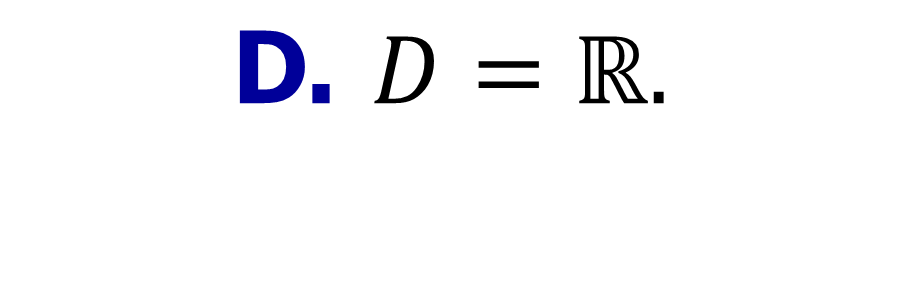 D. D = ℝ.